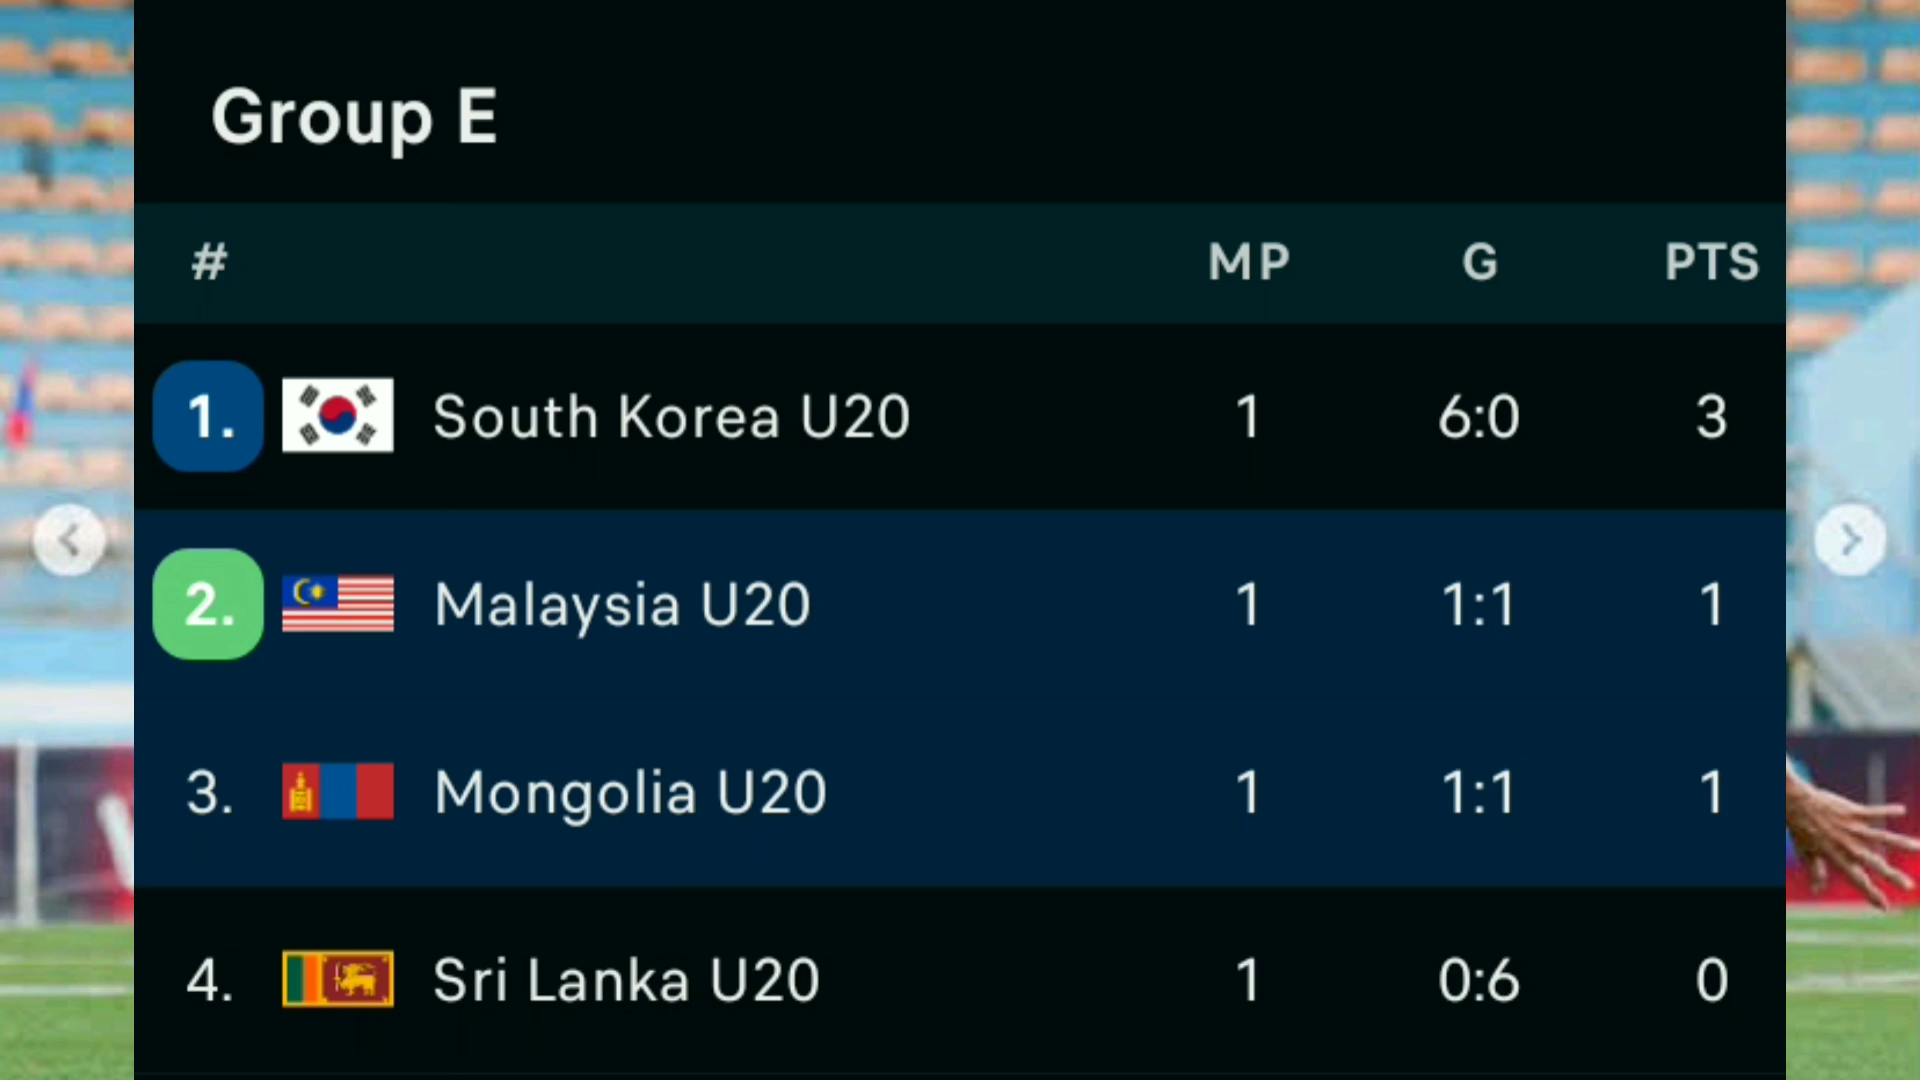 Group E
# MP G PTS
1. South Korea U20 1 6:0 3
2. Malaysia U20 1 1:1 1
3. Mongolia U20 1 1:1 1
4. Sri Lanka U20 1 0:6 0